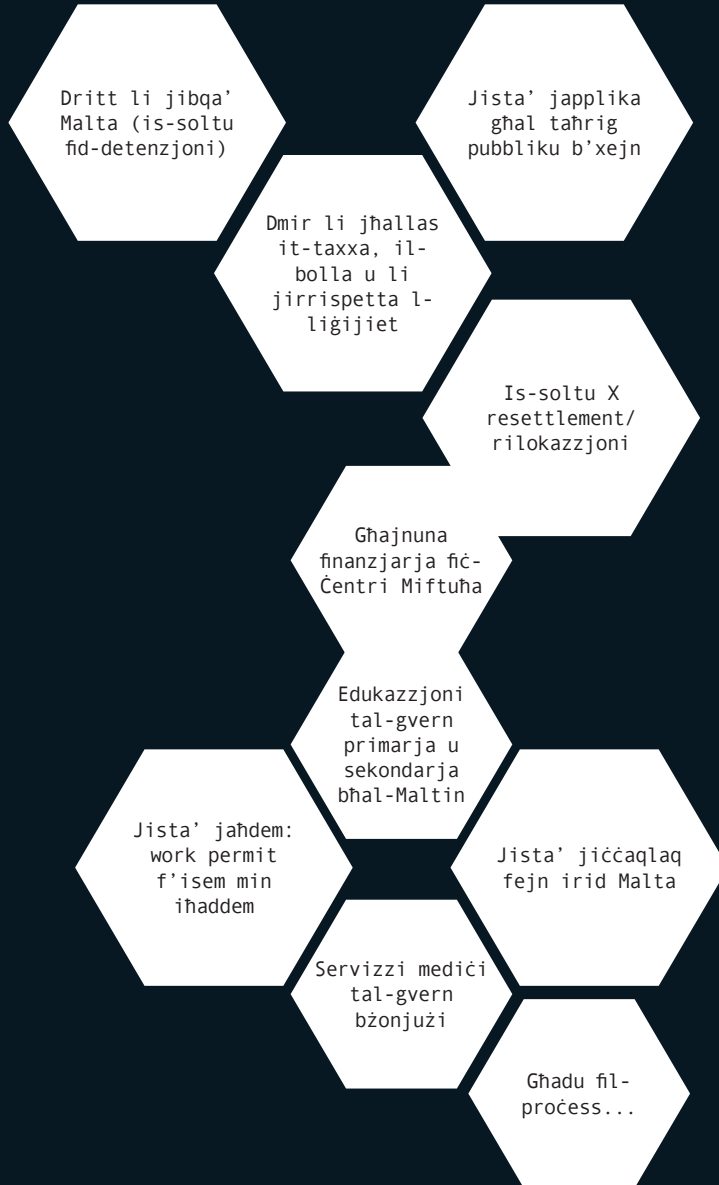 Dritt li jibqa'
Malta (is-soltu
fid-detenzjoni)
Jista' japplika
għal taħrig
pubbliku b'xejn
Dmir li jħallas
it-taxxa, il-
bolla u li
jirrispetta l-
liġijiet
Is-soltu X
resettlement/
rilokazzjoni
Għajnuna
finanzjarja fiċ-
Ċentri Miftuħa
Edukazzjoni
tal-gvern
primarja u
sekondarja
bħal-Maltin
Jista' jaħdem:
work permit
f'isem min
iħaddem
Jista' jiċċaqlaq
fejn irid Malta
Servizzi mediċi
tal-gvern
bżonjużi
Għadu fil-
proċess...